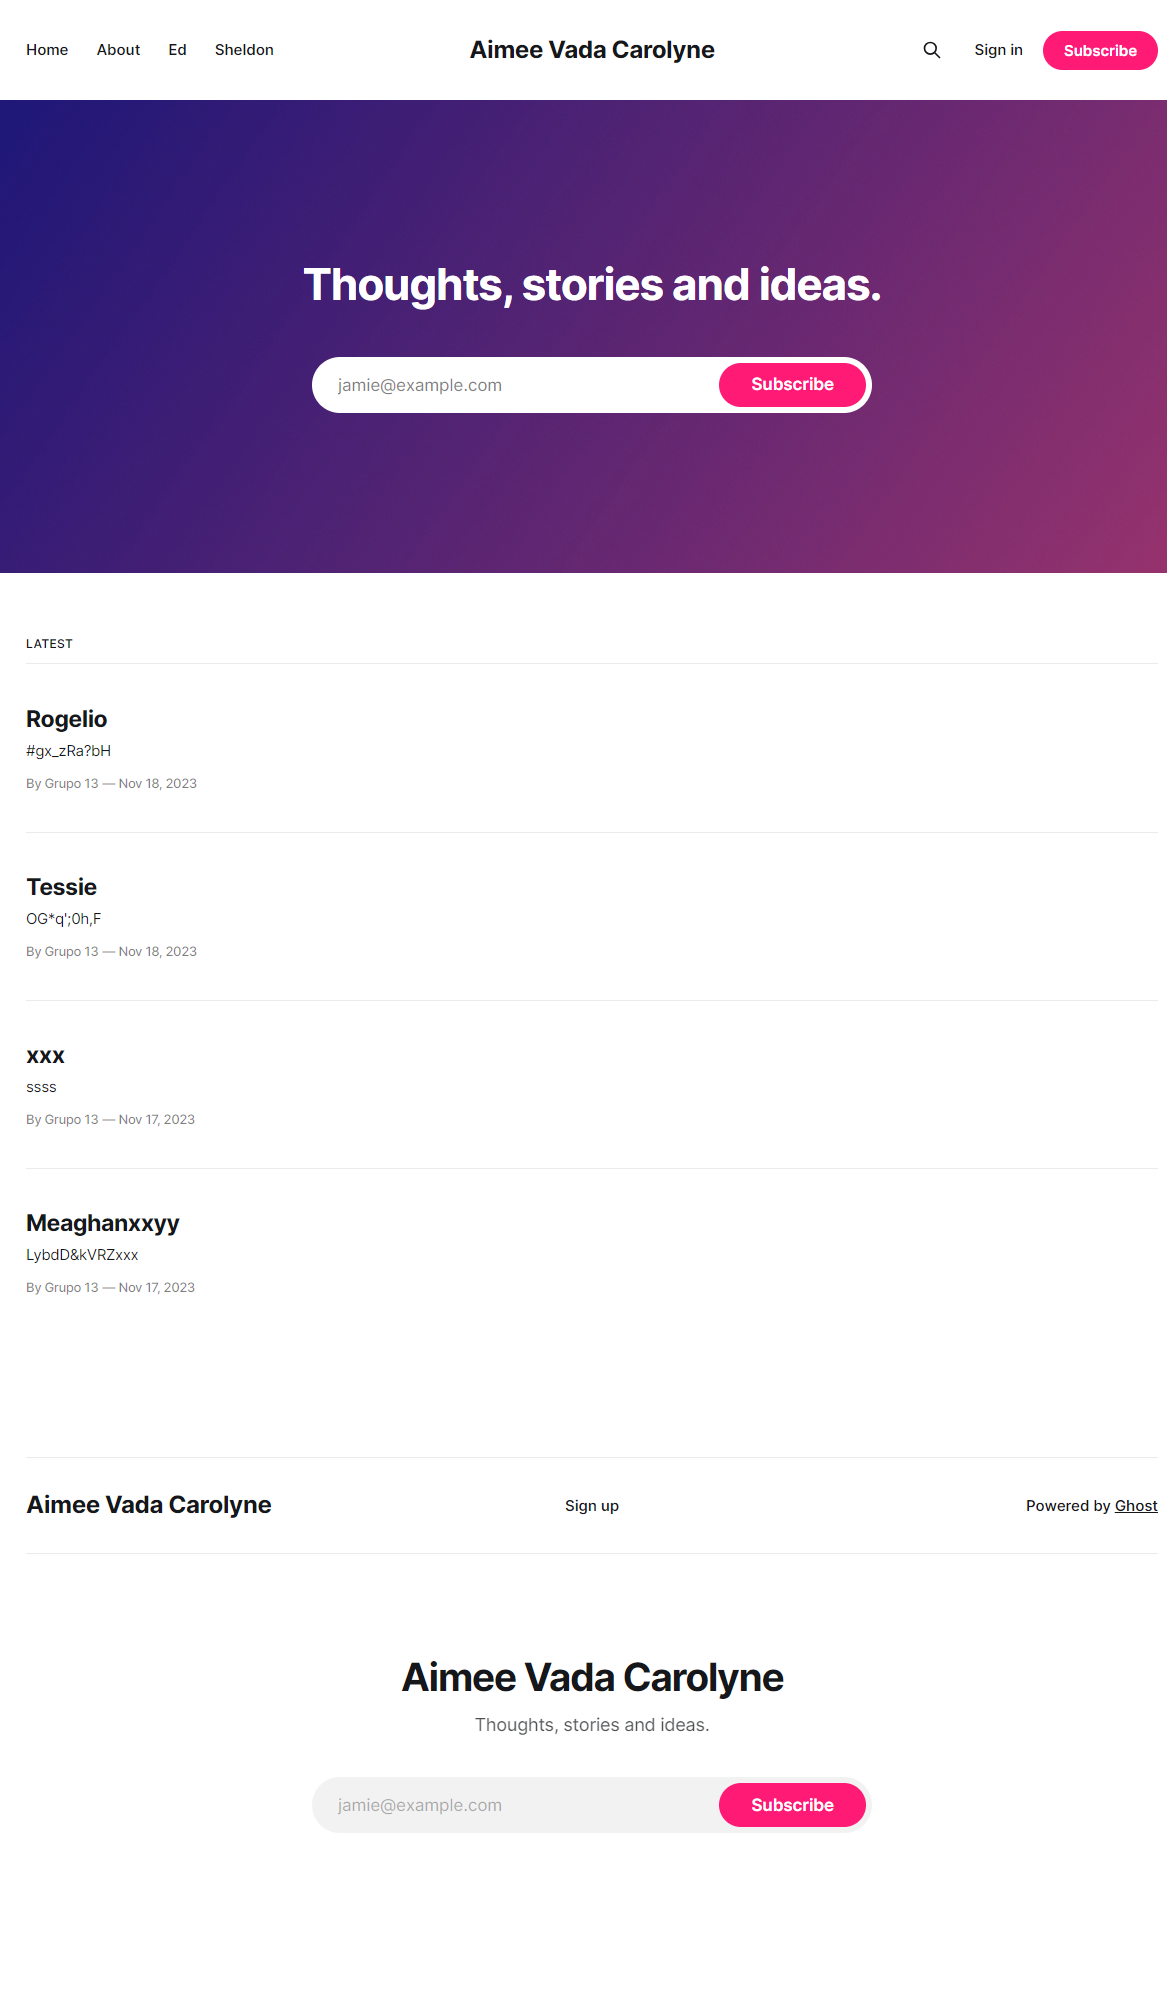 Home About Ed Sheldon Aimee Vada Carolyne Sign in Subscribe
Thoughts, stories and ideas.
jamie@example.com Subscribe
LATEST
Rogelio
#gx_zRa?bH
By Grupo 13 — Nov 18, 2023
Tessie
OG*q';0h,F
By Grupo 13 — Nov 18, 2023
xxx
ssss
By Grupo 13 — Nov 17, 2023
Meaghanxxyy
LybdD&kVRZxxx
By Grupo 13 — Nov 17, 2023
Aimee Vada Carolyne Sign up Powered by Ghost
Aimee Vada Carolyne
Thoughts, stories and ideas.
jamie@example.com Subscribe